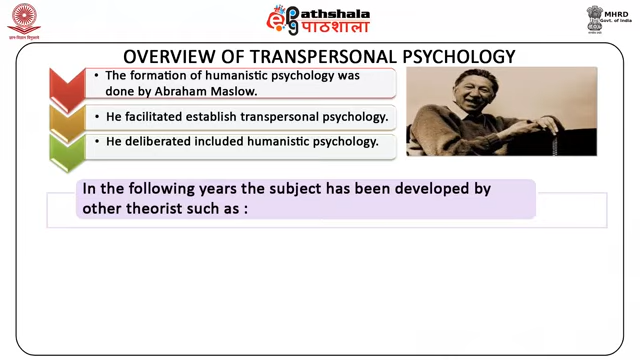 ePathshala
पाठशाला
MHRD
Govt. of India
OVERVIEW OF TRANSPERSONAL PSYCHOLOGY
• The formation of humanistic psychology was
done by Abraham Maslow.
• He facilitated establish transpersonal psychology.
• He deliberated included humanistic psychology.
In the following years the subject has been developed by
other theorist such as :